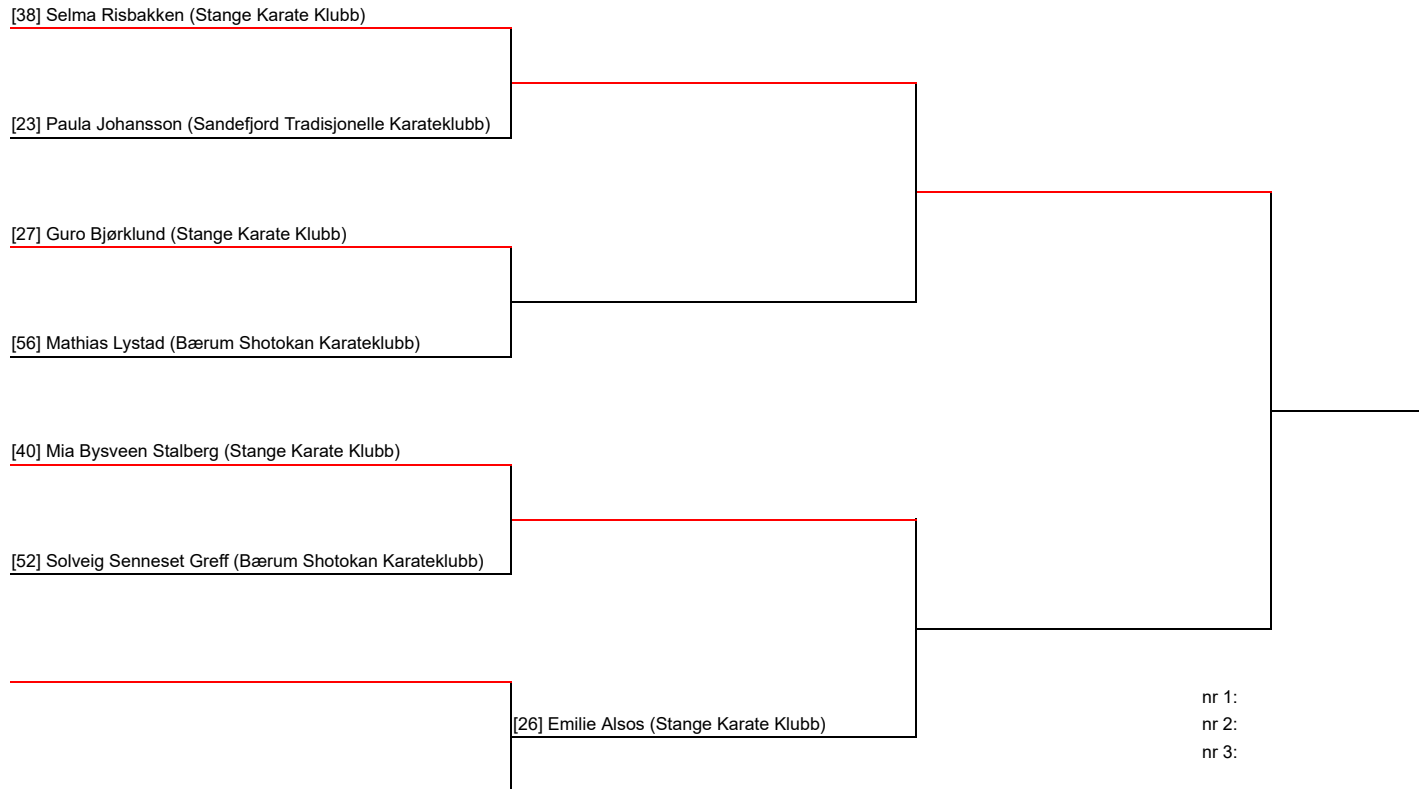 [38] Selma Risbakken (Stange Karate Klubb)
[23] Paula Johansson (Sandefjord Tradisjonelle Karateklubb)
[27] Guro Bjørklund (Stange Karate Klubb)
[56] Mathias Lystad (Bærum Shotokan Karateklubb)
[40] Mia Bysveen Stalberg (Stange Karate Klubb)
[52] Solveig Senneset Greff (Bærum Shotokan Karateklubb)
[26] Emilie Alsos (Stange Karate Klubb)
nr 1:
nr 2:
nr 3: